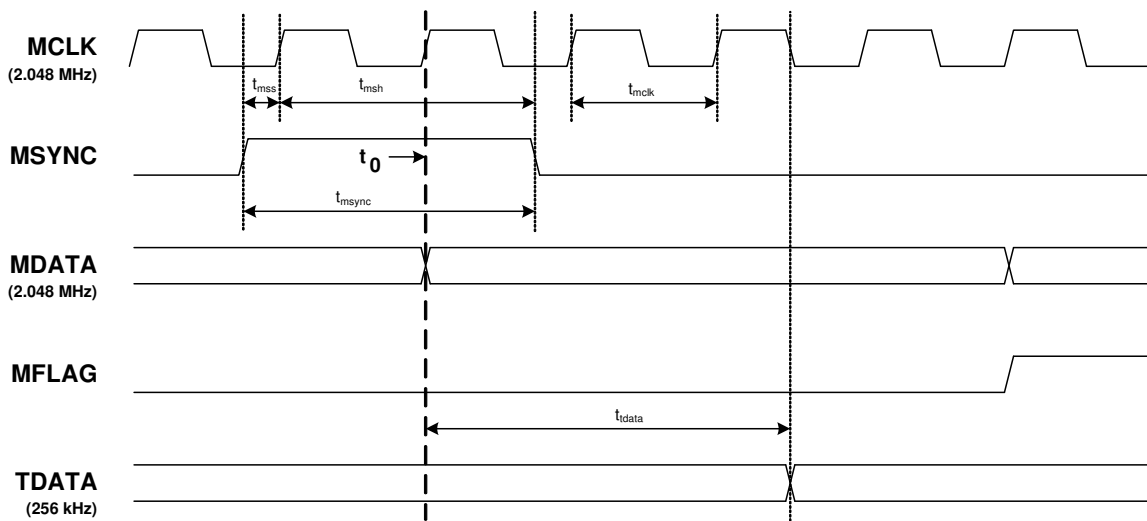 MCLK
(2.048 MHz)
tmss
tmsh
tmclk
MSYNC
t0
tmsync
MDATA
(2.048 MHz)
MFLAG
ttdata
TDATA
(256 kHz)